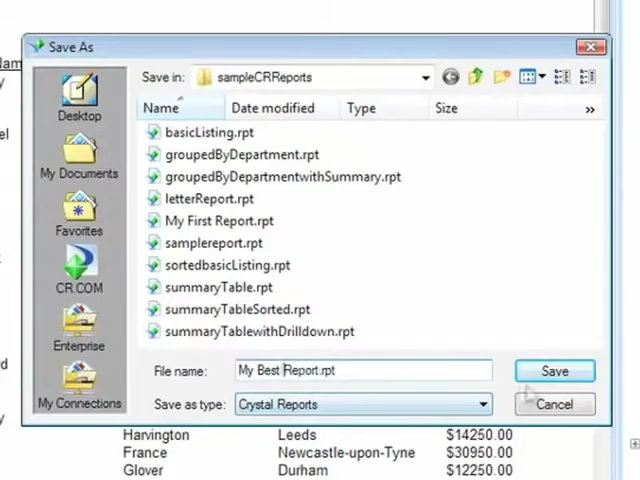 Nam
Save As
Save in: sampleCRReports
Name Date modified Type Size »
Desktop
My Documents
Favorites
CR.COM
Enterprise
My Connections
basicListing.rpt
groupedByDepartment.rpt
groupedByDepartmentwithSummary.rpt
letterReport.rpt
My First Report.rpt
samplereport.rpt
sortedbasicListing.rpt
summaryTable.rpt
summaryTableSorted.rpt
summaryTablewithDrilldown.rpt
File name: My Best Report.rpt Save
Save as type: Crystal Reports Cancel
Harvington Leeds $14250.00
France Newcastle-upon-Tyne $30950.00
Glover Durham $12250.00